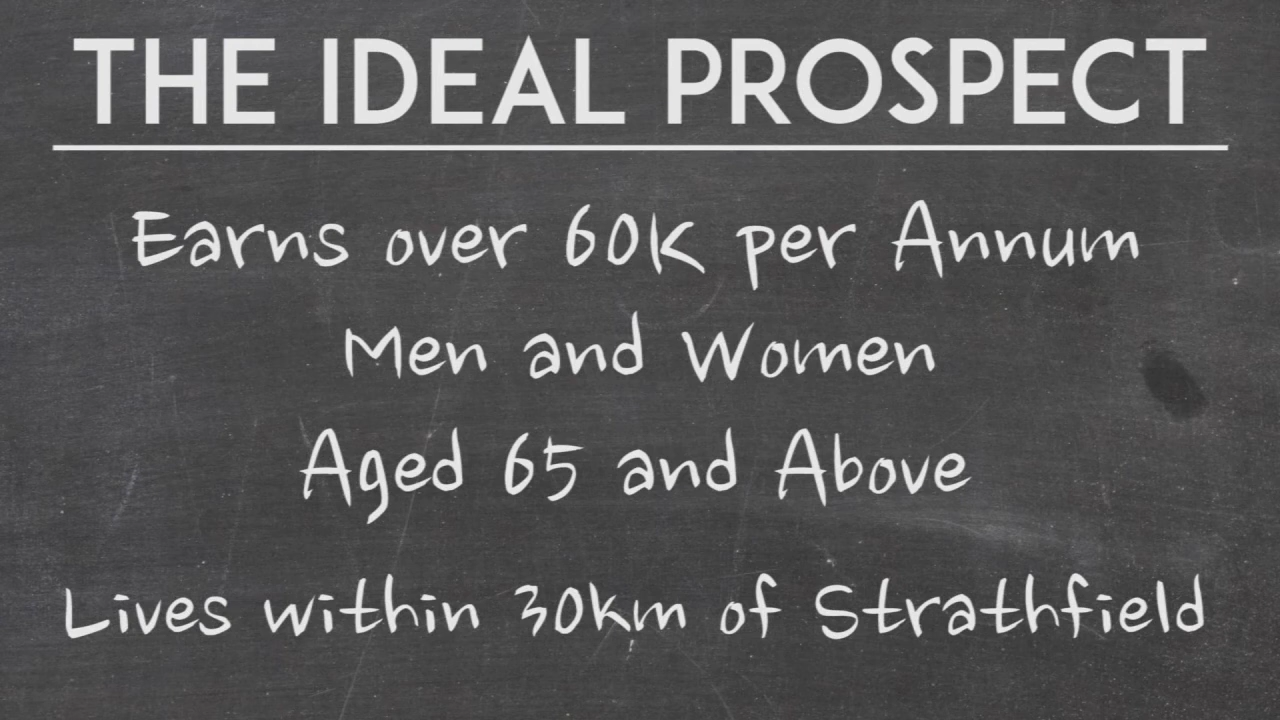 THE IDEAL PROSPECT
Earns over 60K per Annum
Men and Women
Aged 65 and Above
Lives within 30km of Strathfield